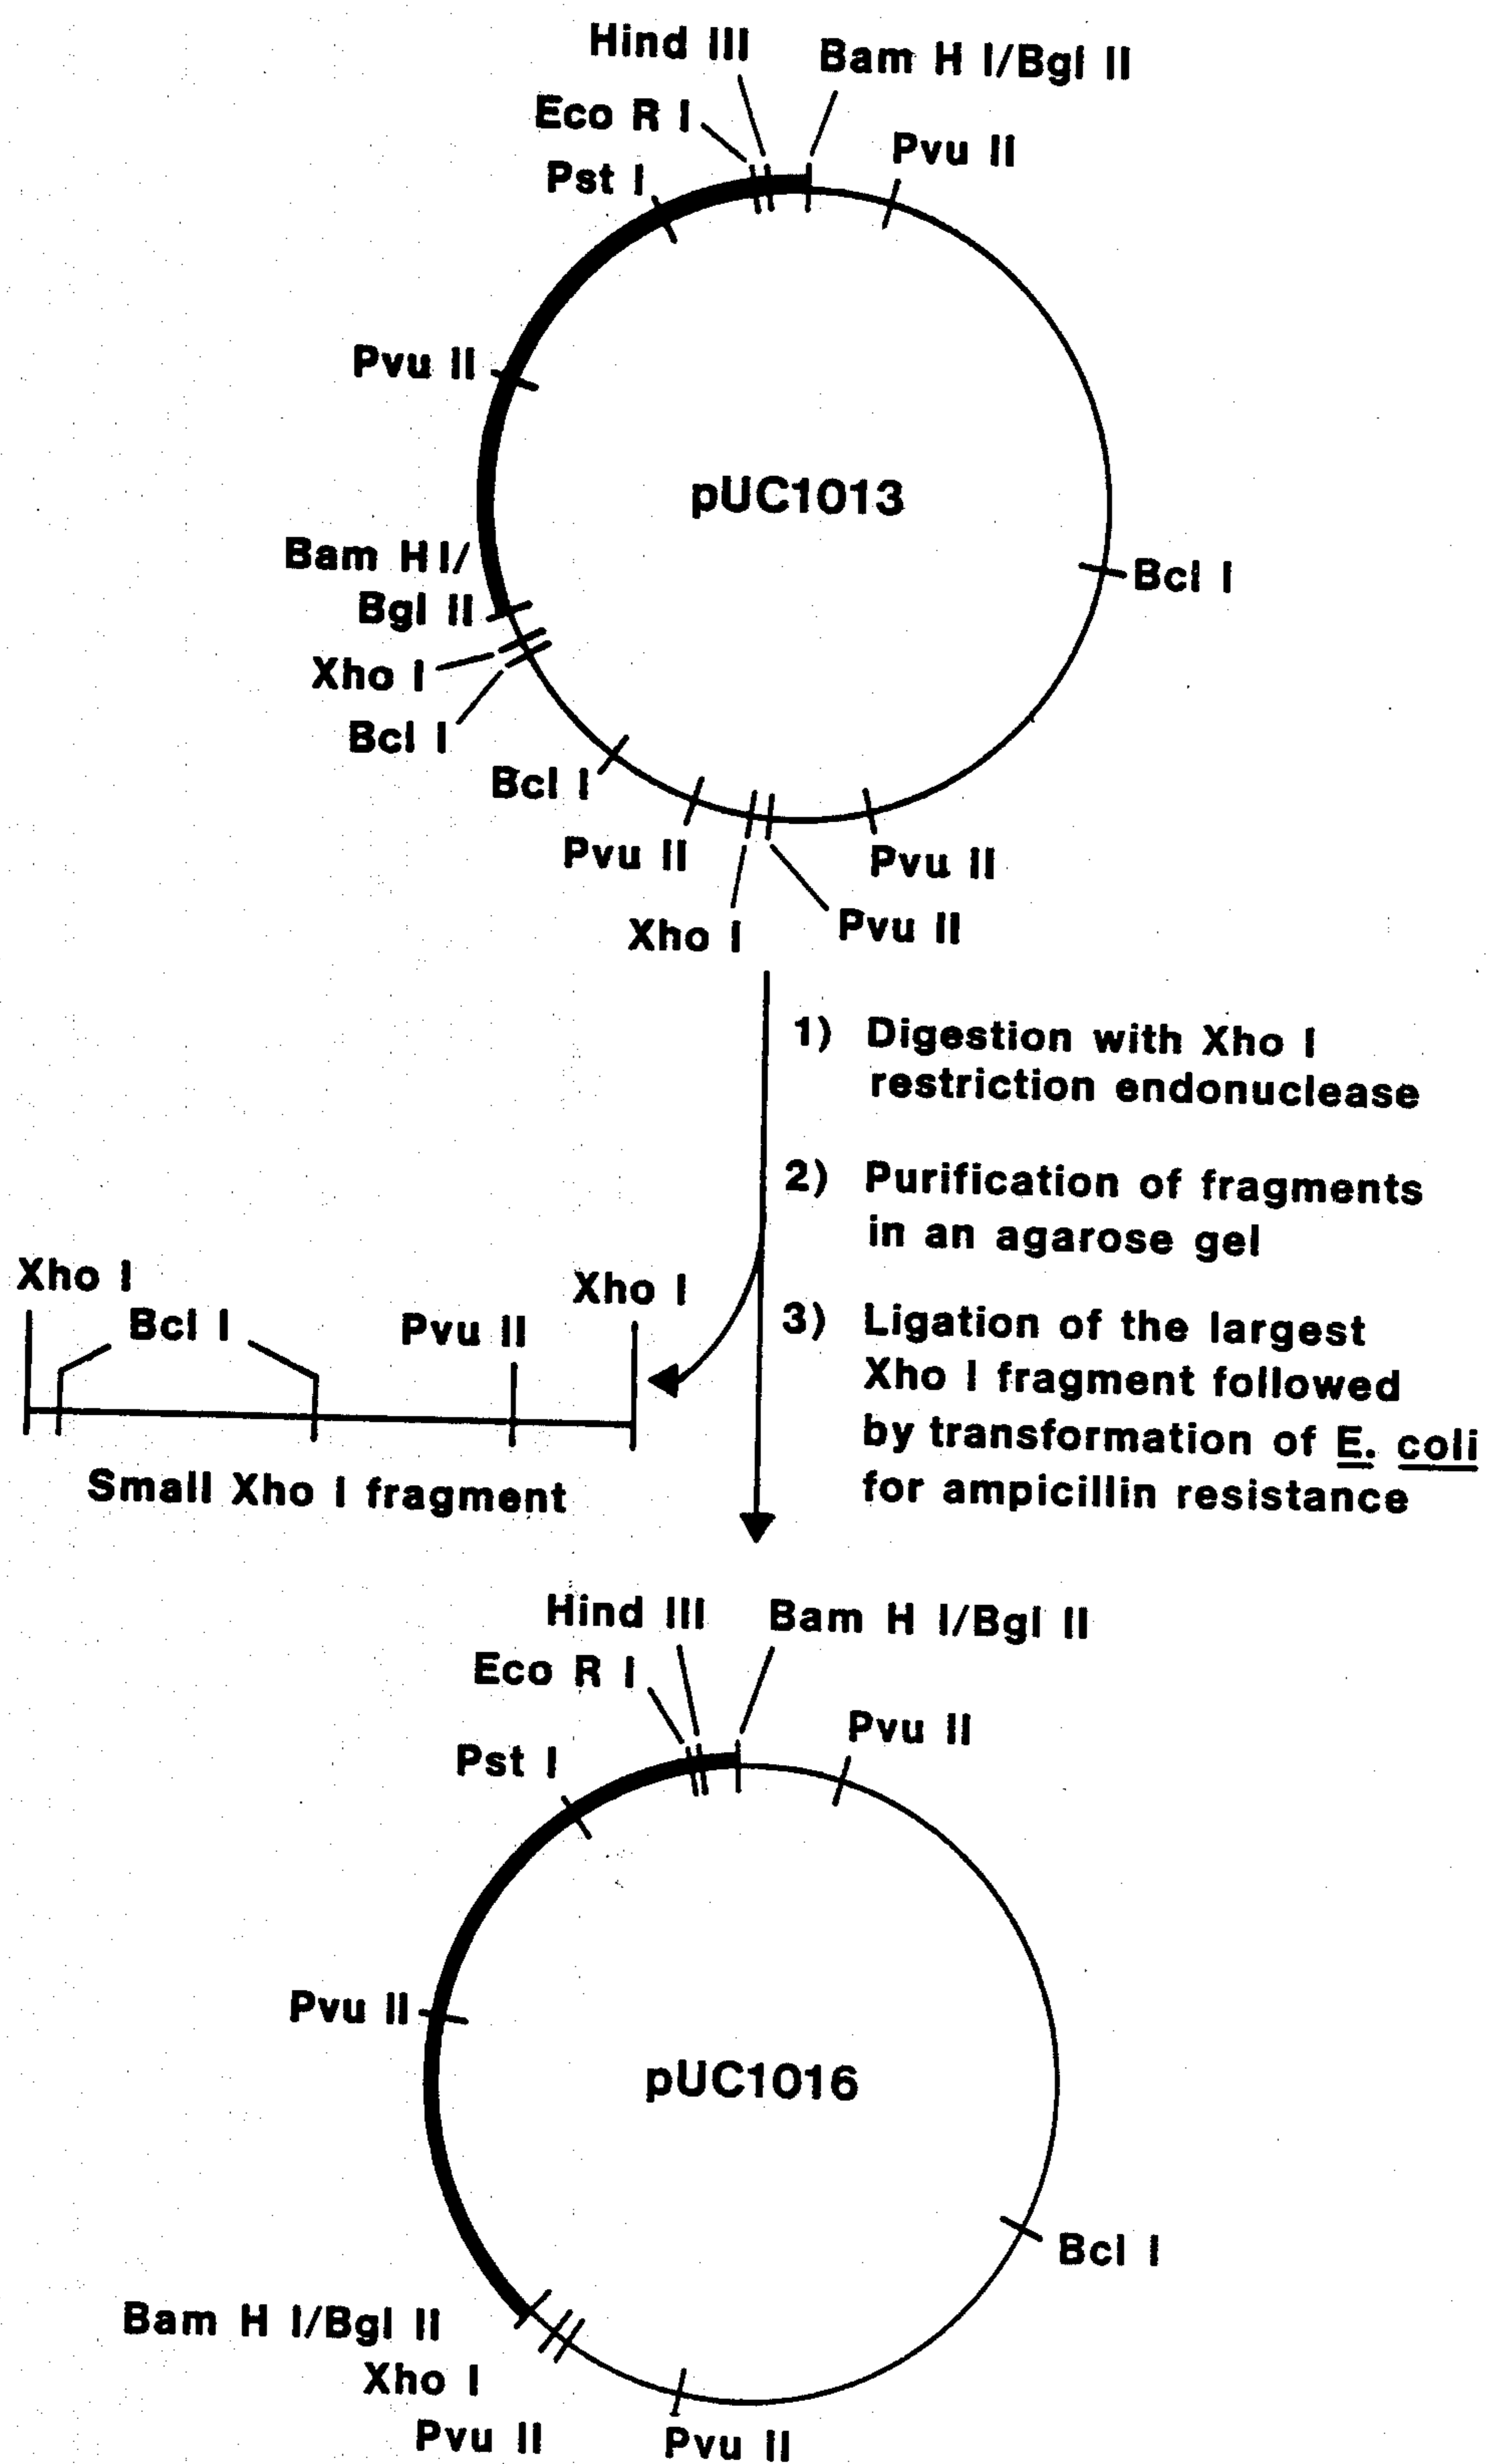 Hind III
Bam H I/Bgl II
Eco R I
Pvu II
Pst I
Pvu II
pUC1013
Bam H I/
Bgl II
Bcl I
Xho I
Bcl I
Bcl I
Pvu II
Pvu II
Xho I
Pvu II
1) Digestion with Xho I
restriction endonuclease
2) Purification of fragments
in an agarose gel
Xho I
Xho I
Bcl I
Pvu II
3) Ligation of the largest
Xho I fragment followed
by transformation of E. coli
for ampicillin resistance
Small Xho I fragment
Hind III
Bam H I/Bgl II
Eco R I
Pvu II
Pst I
Pvu II
pUC1016
Bcl I
Bam H I/Bgl II
Xho I
Pvu II
Pvu II